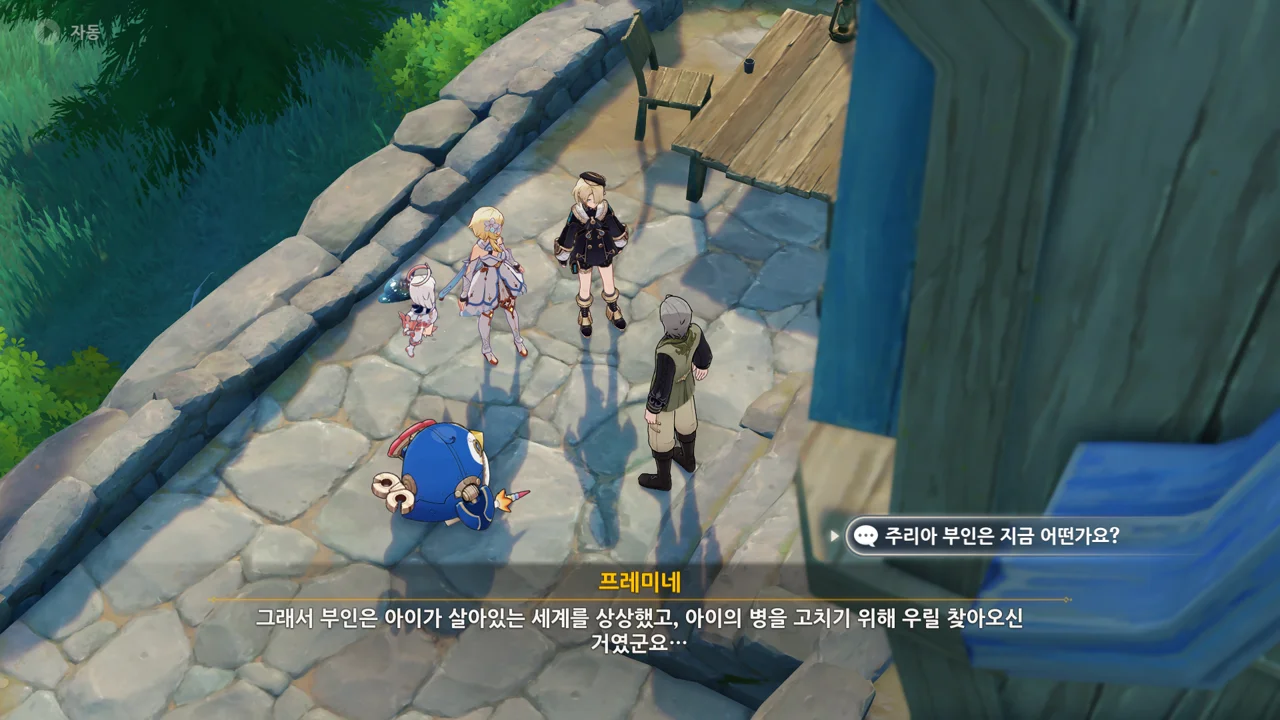 자동
주리아 부인은 지금 어떤가요?
프레미네
그래서 부인은 아이가 살아있는 세계를 상상했고, 아이의 병을 고치기 위해 우릴 찾아오신
거였군요…